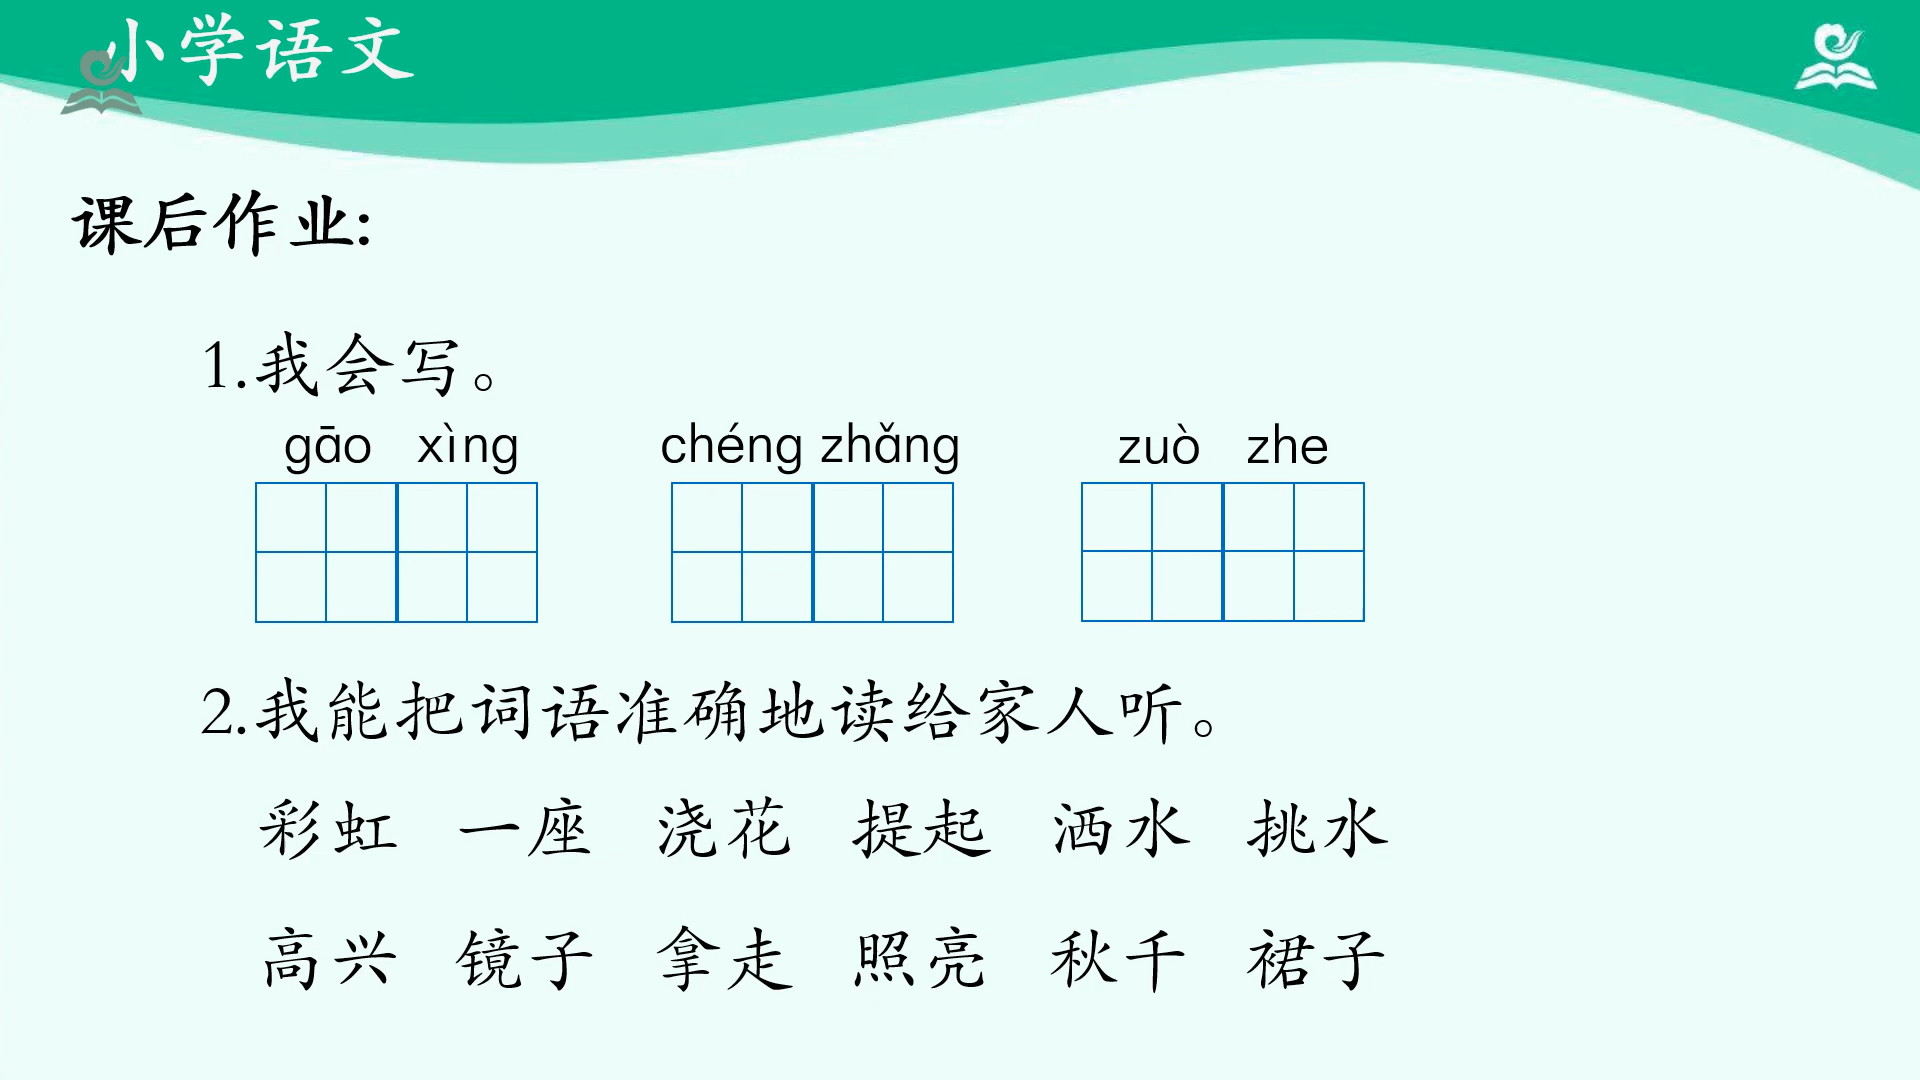 小学语文
课后作业:
1.我会写。
gāo xìng chéng zhǎng zuò zhe
2.我能把词语准确地读给家人听。
彩虹 一座 浇花 提起 洒水 挑水
高兴 镜子 拿走 照亮 秋千 裙子